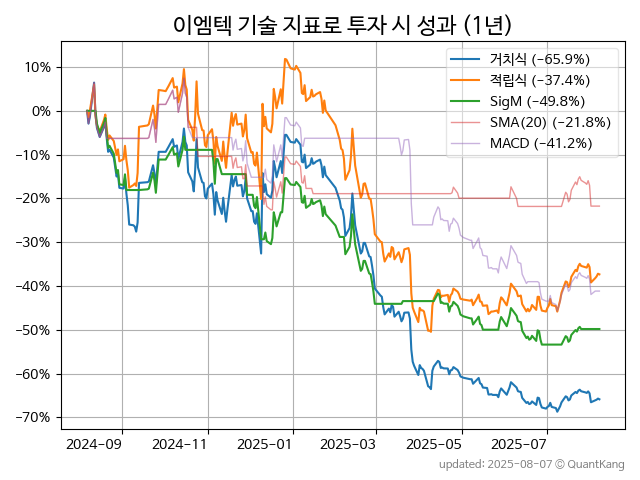 이엠텍 기술 지표로 투자 시 성과 (1년)
거치식 (−65.9%)
적립식 (−37.4%)
SigM (−49.8%)
SMA(20) (−21.8%)
MACD (−41.2%)
10%
0%
−10%
−20%
−30%
−40%
−50%
−60%
−70%
2024-09
2024-11
2025-01
2025-03
2025-05
2025-07
updated: 2025-08-07 © QuantKang